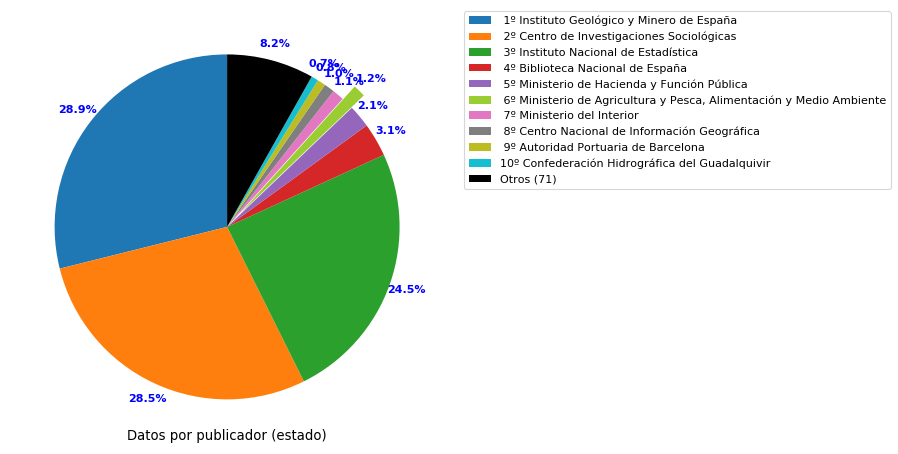 8.2%
0.7%
0.8%
1.0%
1.1%
1.2%
2.1%
3.1%
28.9%
24.5%
28.5%
Datos por publicador (estado)
1º Instituto Geológico y Minero de España
2º Centro de Investigaciones Sociológicas
3º Instituto Nacional de Estadística
4º Biblioteca Nacional de España
5º Ministerio de Hacienda y Función Pública
6º Ministerio de Agricultura y Pesca, Alimentación y Medio Ambiente
7º Ministerio del Interior
8º Centro Nacional de Información Geográfica
9º Autoridad Portuaria de Barcelona
10º Confederación Hidrográfica del Guadalquivir
Otros (71)